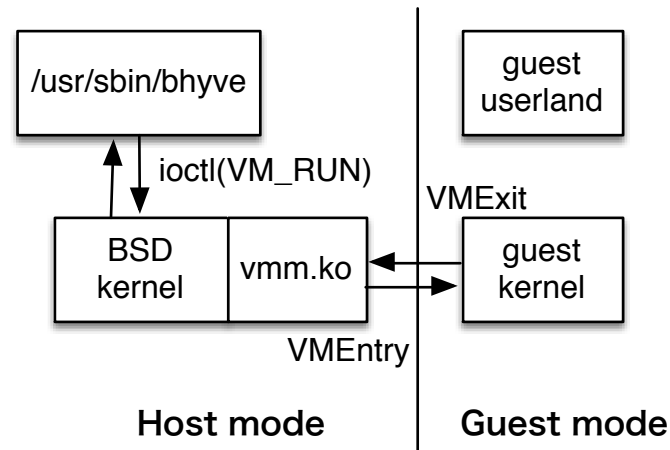 /usr/sbin/bhyve
guest
userland
ioctl(VM_RUN)
VMExit
BSD
kernel
vmm.ko
guest
kernel
VMEntry
Host mode
Guest mode